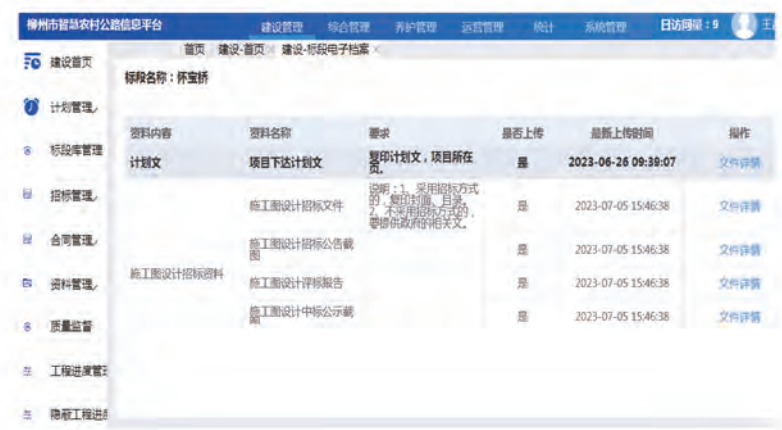 柳州市智慧农村公路信息平台 建设管理 综合管理 养护管理 运营管理 统计 系统管理 日访问量：9 王
首页 建设-首页× 建设-标段电子档案×
建设首页
计划管理
标段库管理
招标管理
合同管理
资料管理
质量监督
工程进度管理
隐蔽工程进度
标段名称：怀宝桥
资料内容 资料名称 要求 是否上传 最新上传时间 操作
计划文 项目下达计划文 复印计划文，项目所在
页。 是 2023-06-26 09:39:07 文件详情
施工图设计招标资料
施工图设计招标文件 说明：1、采用招标方式
的，复印封面、目录。
2、不采用招标方式的，
要提供政府的相关文。 是 2023-07-05 15:46:38 文件详情
施工图设计招标公告截
图 是 2023-07-05 15:46:38 文件详情
施工图设计评标报告 是 2023-07-05 15:46:38 文件详情
施工图设计中标公示截
图 是 2023-07-05 15:46:38 文件详情